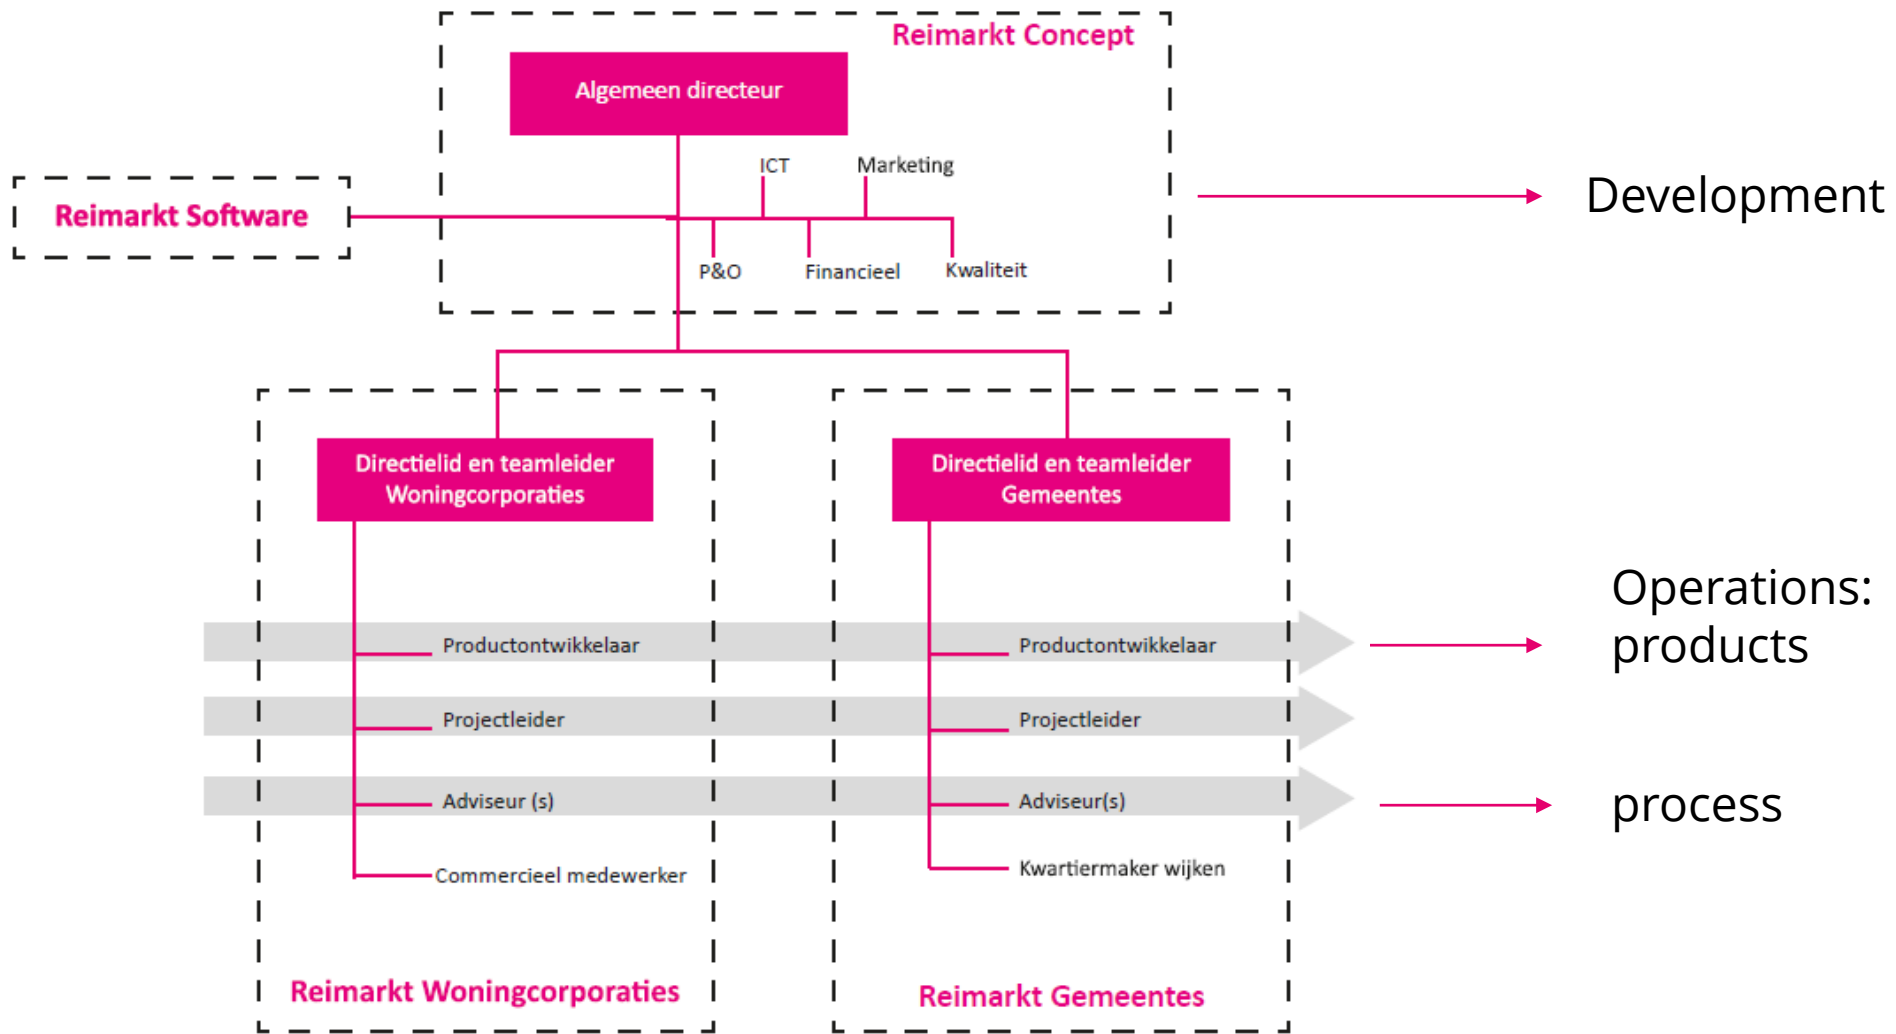 Reimarkt Concept
Algemeen directeur
ICT
Marketing
Development
Reimarkt Software
P&O
Financieel
Kwaliteit
Directielid en teamleider
Woningcorporaties
Directielid en teamleider
Gemeentes
Operations:
products
Productontwikkelaar
Productontwikkelaar
Projectleider
Projectleider
Adviseur (s)
Adviseur(s)
process
Commercieel medewerker
Kwartiermaker wijken
Reimarkt Woningcorporaties
Reimarkt Gemeentes